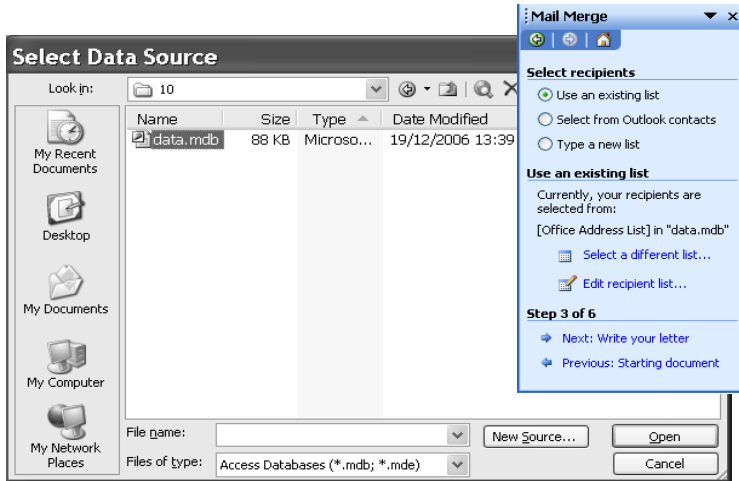 Select Data Source
Look in:
10
Name Size Type Date Modified
data.mdb 88 KB Microso... 19/12/2006 13:39
My Recent
Documents
Desktop
My Documents
My Computer
My Network
Places
File name:
New Source...
Open
Files of type:
Access Databases (*.mdb; *.mde)
Cancel
Mail Merge
Select recipients
Use an existing list
Select from Outlook contacts
Type a new list
Use an existing list
Currently, your recipients are
selected from:
[Office Address List] in "data.mdb"
Select a different list...
Edit recipient list...
Step 3 of 6
Next: Write your letter
Previous: Starting document